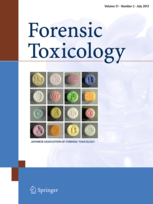 Volume 31 • Number 2 • July 2013
Forensic
Toxicology
JAPANESE ASSOCIATION OF FORENSIC TOXICOLOGY
Springer